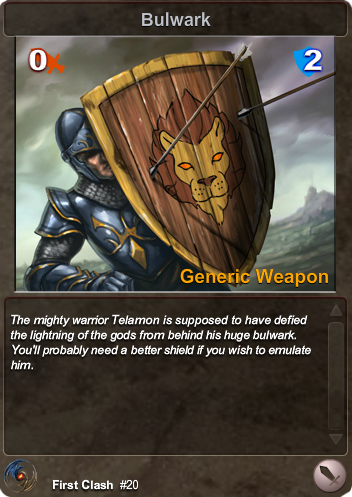 Bulwark
0
2
Generic Weapon
The mighty warrior Telamon is supposed to have defied
the lightning of the gods from behind his huge bulwark.
You'll probably need a better shield if you wish to emulate
him.
First Clash #20